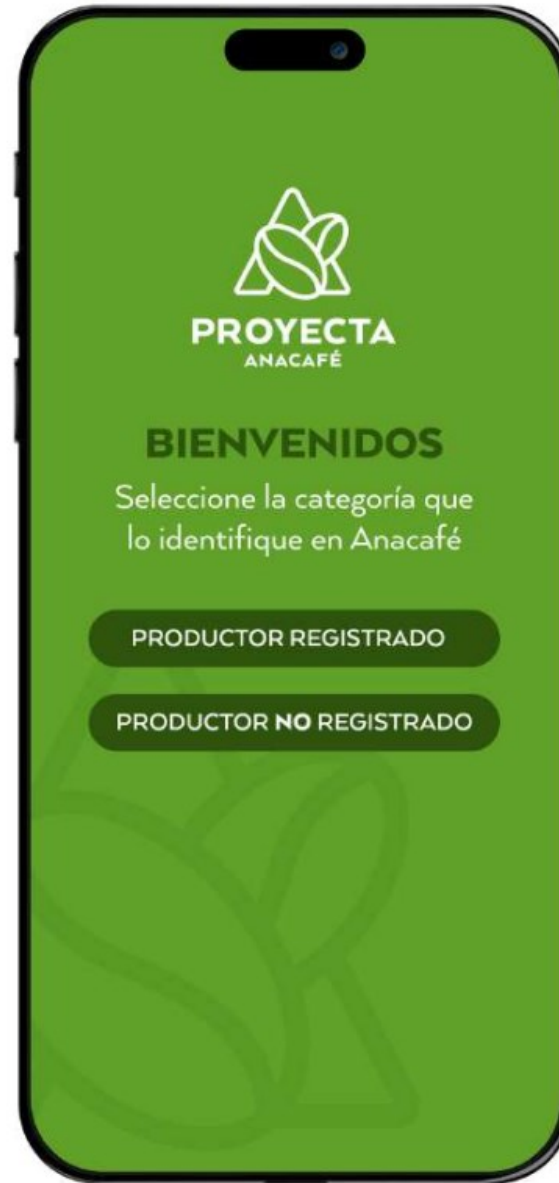 PROYECTA
ANACAFÉ
BIENVENIDOS
Seleccione la categoría que
lo identifique en Anacafé
PRODUCTOR REGISTRADO
PRODUCTOR NO REGISTRADO